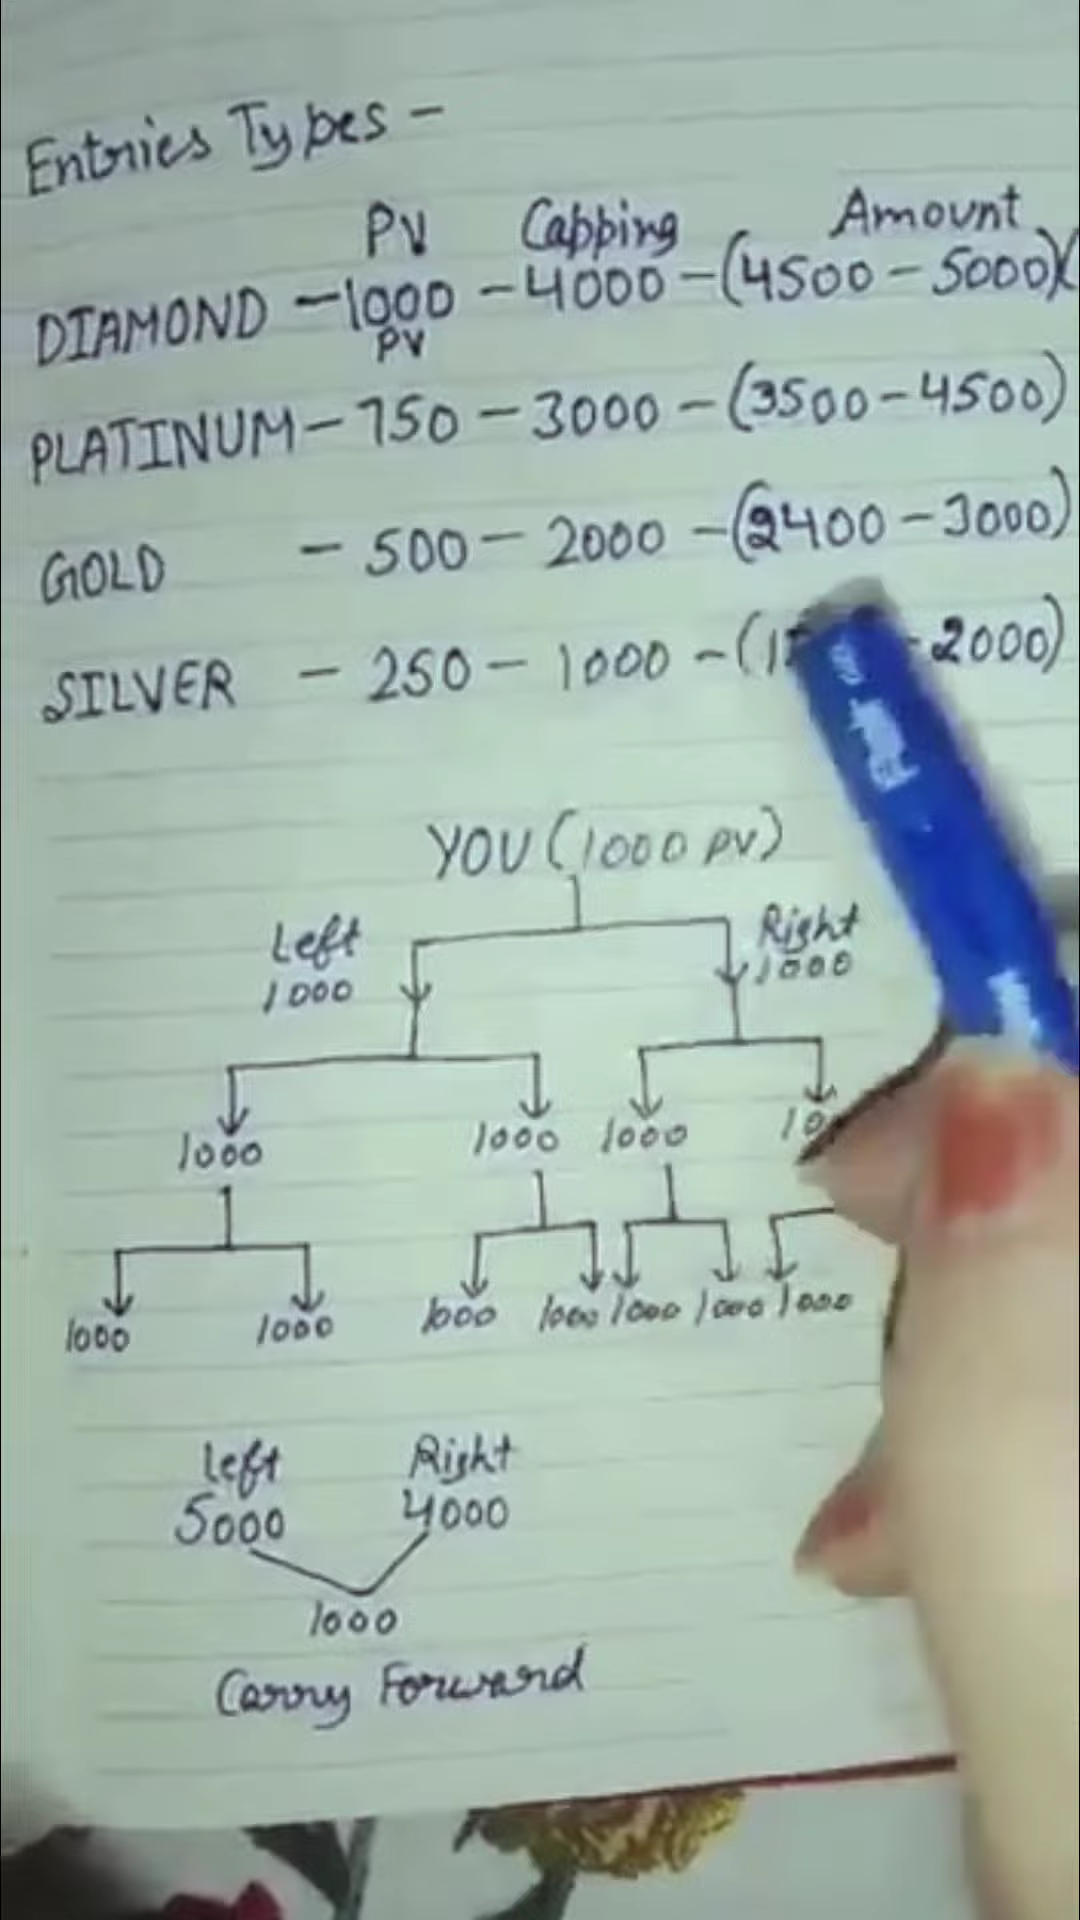 Entries Types -
PV Capping Amount
DIAMOND - 1000 - 4000 - (4500 - 5000)(
PV
PLATINUM - 750 - 3000 - (3500 - 4500)
GOLD - 500 - 2000 - (2400 - 3000)
SILVER - 250 - 1000 - ( - 2000)
YOU (1000 PV)
Left Right
1000 1000
1000 1000 1000
1000 1000 1000 1000 1000 1000 1000
Left Right
5000 4000
1000
Carry Forward